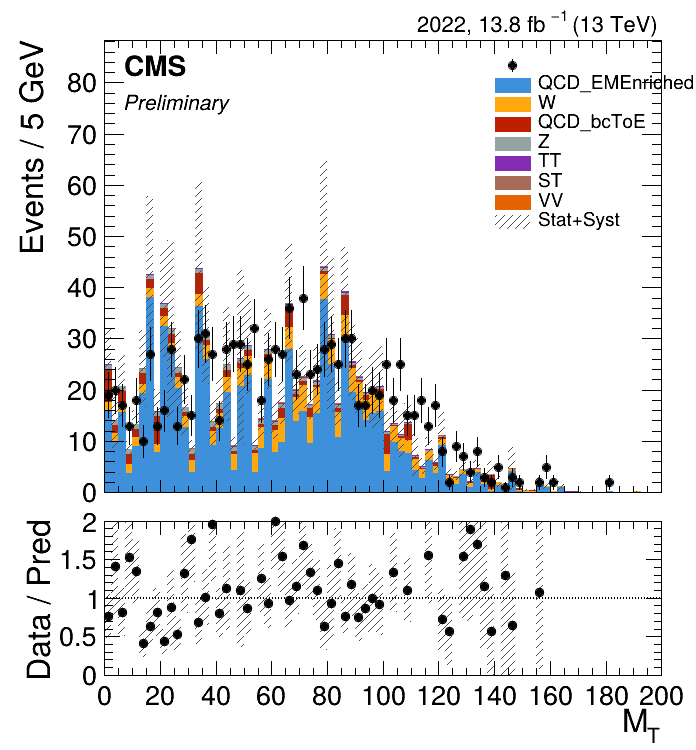 2022, 13.8 fb⁻¹ (13 TeV)
CMS
Preliminary
QCD_EMEnriched
W
QCD_bcToE
Z
TT
ST
VV
Stat+Syst
Events / 5 GeV
80
70
60
50
40
30
20
10
0
Data / Pred
2
1.5
1
0.5
0
0 20 40 60 80 100 120 140 160 180 200
M_T